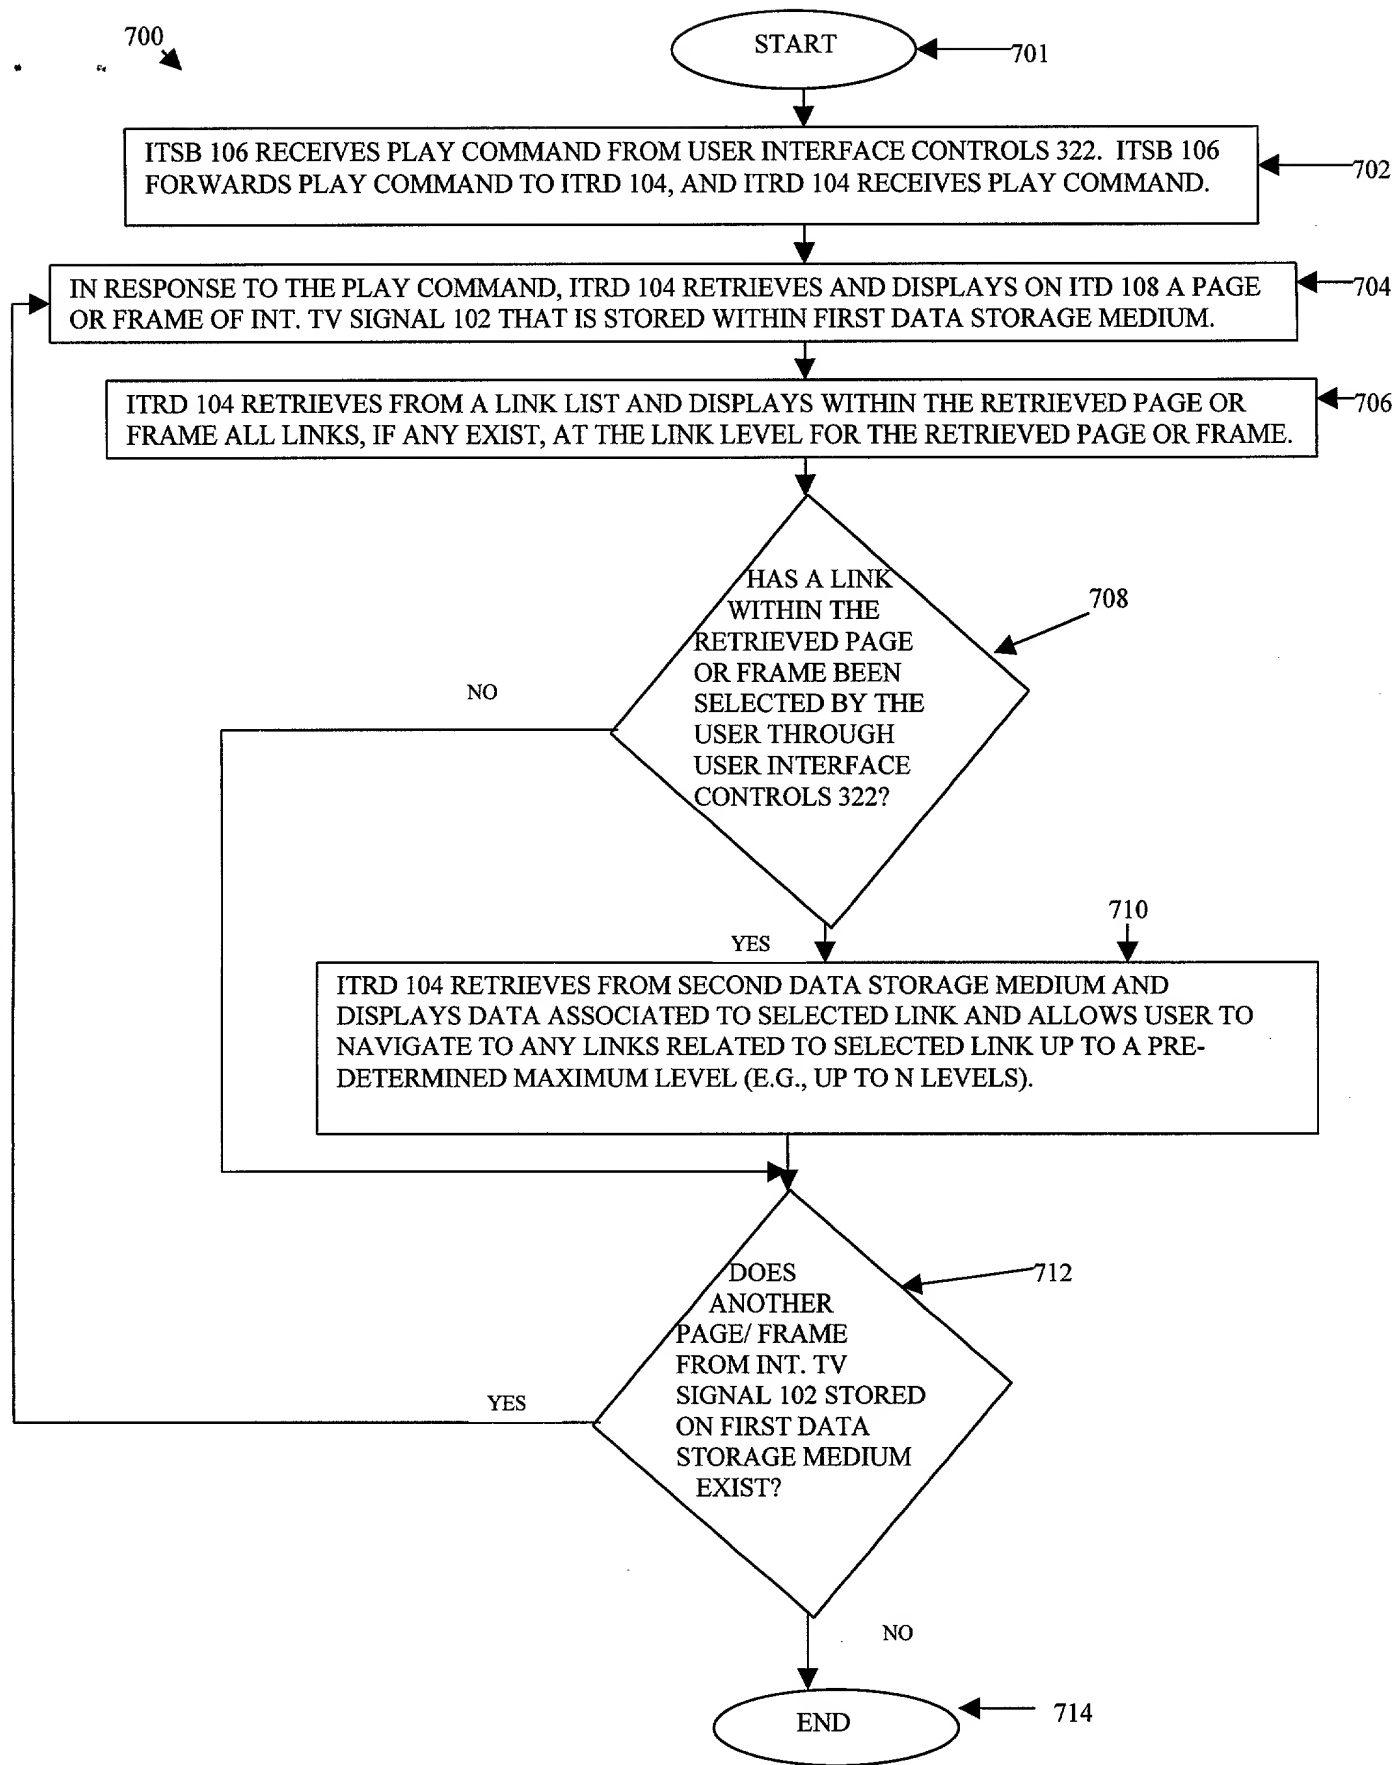 700
START
701
ITSB 106 RECEIVES PLAY COMMAND FROM USER INTERFACE CONTROLS 322. ITSB 106
FORWARDS PLAY COMMAND TO ITRD 104, AND ITRD 104 RECEIVES PLAY COMMAND.
702
IN RESPONSE TO THE PLAY COMMAND, ITRD 104 RETRIEVES AND DISPLAYS ON ITD 108 A PAGE
OR FRAME OF INT. TV SIGNAL 102 THAT IS STORED WITHIN FIRST DATA STORAGE MEDIUM.
704
ITRD 104 RETRIEVES FROM A LINK LIST AND DISPLAYS WITHIN THE RETRIEVED PAGE OR
FRAME ALL LINKS, IF ANY EXIST, AT THE LINK LEVEL FOR THE RETRIEVED PAGE OR FRAME.
706
HAS A LINK
WITHIN THE
RETRIEVED PAGE
OR FRAME BEEN
SELECTED BY THE
USER THROUGH
USER INTERFACE
CONTROLS 322?
708
NO
YES
710
ITRD 104 RETRIEVES FROM SECOND DATA STORAGE MEDIUM AND
DISPLAYS DATA ASSOCIATED TO SELECTED LINK AND ALLOWS USER TO
NAVIGATE TO ANY LINKS RELATED TO SELECTED LINK UP TO A PRE-
DETERMINED MAXIMUM LEVEL (E.G., UP TO N LEVELS).
DOES
ANOTHER
PAGE/ FRAME
FROM INT. TV
SIGNAL 102 STORED
ON FIRST DATA
STORAGE MEDIUM
EXIST?
712
YES
NO
END
714